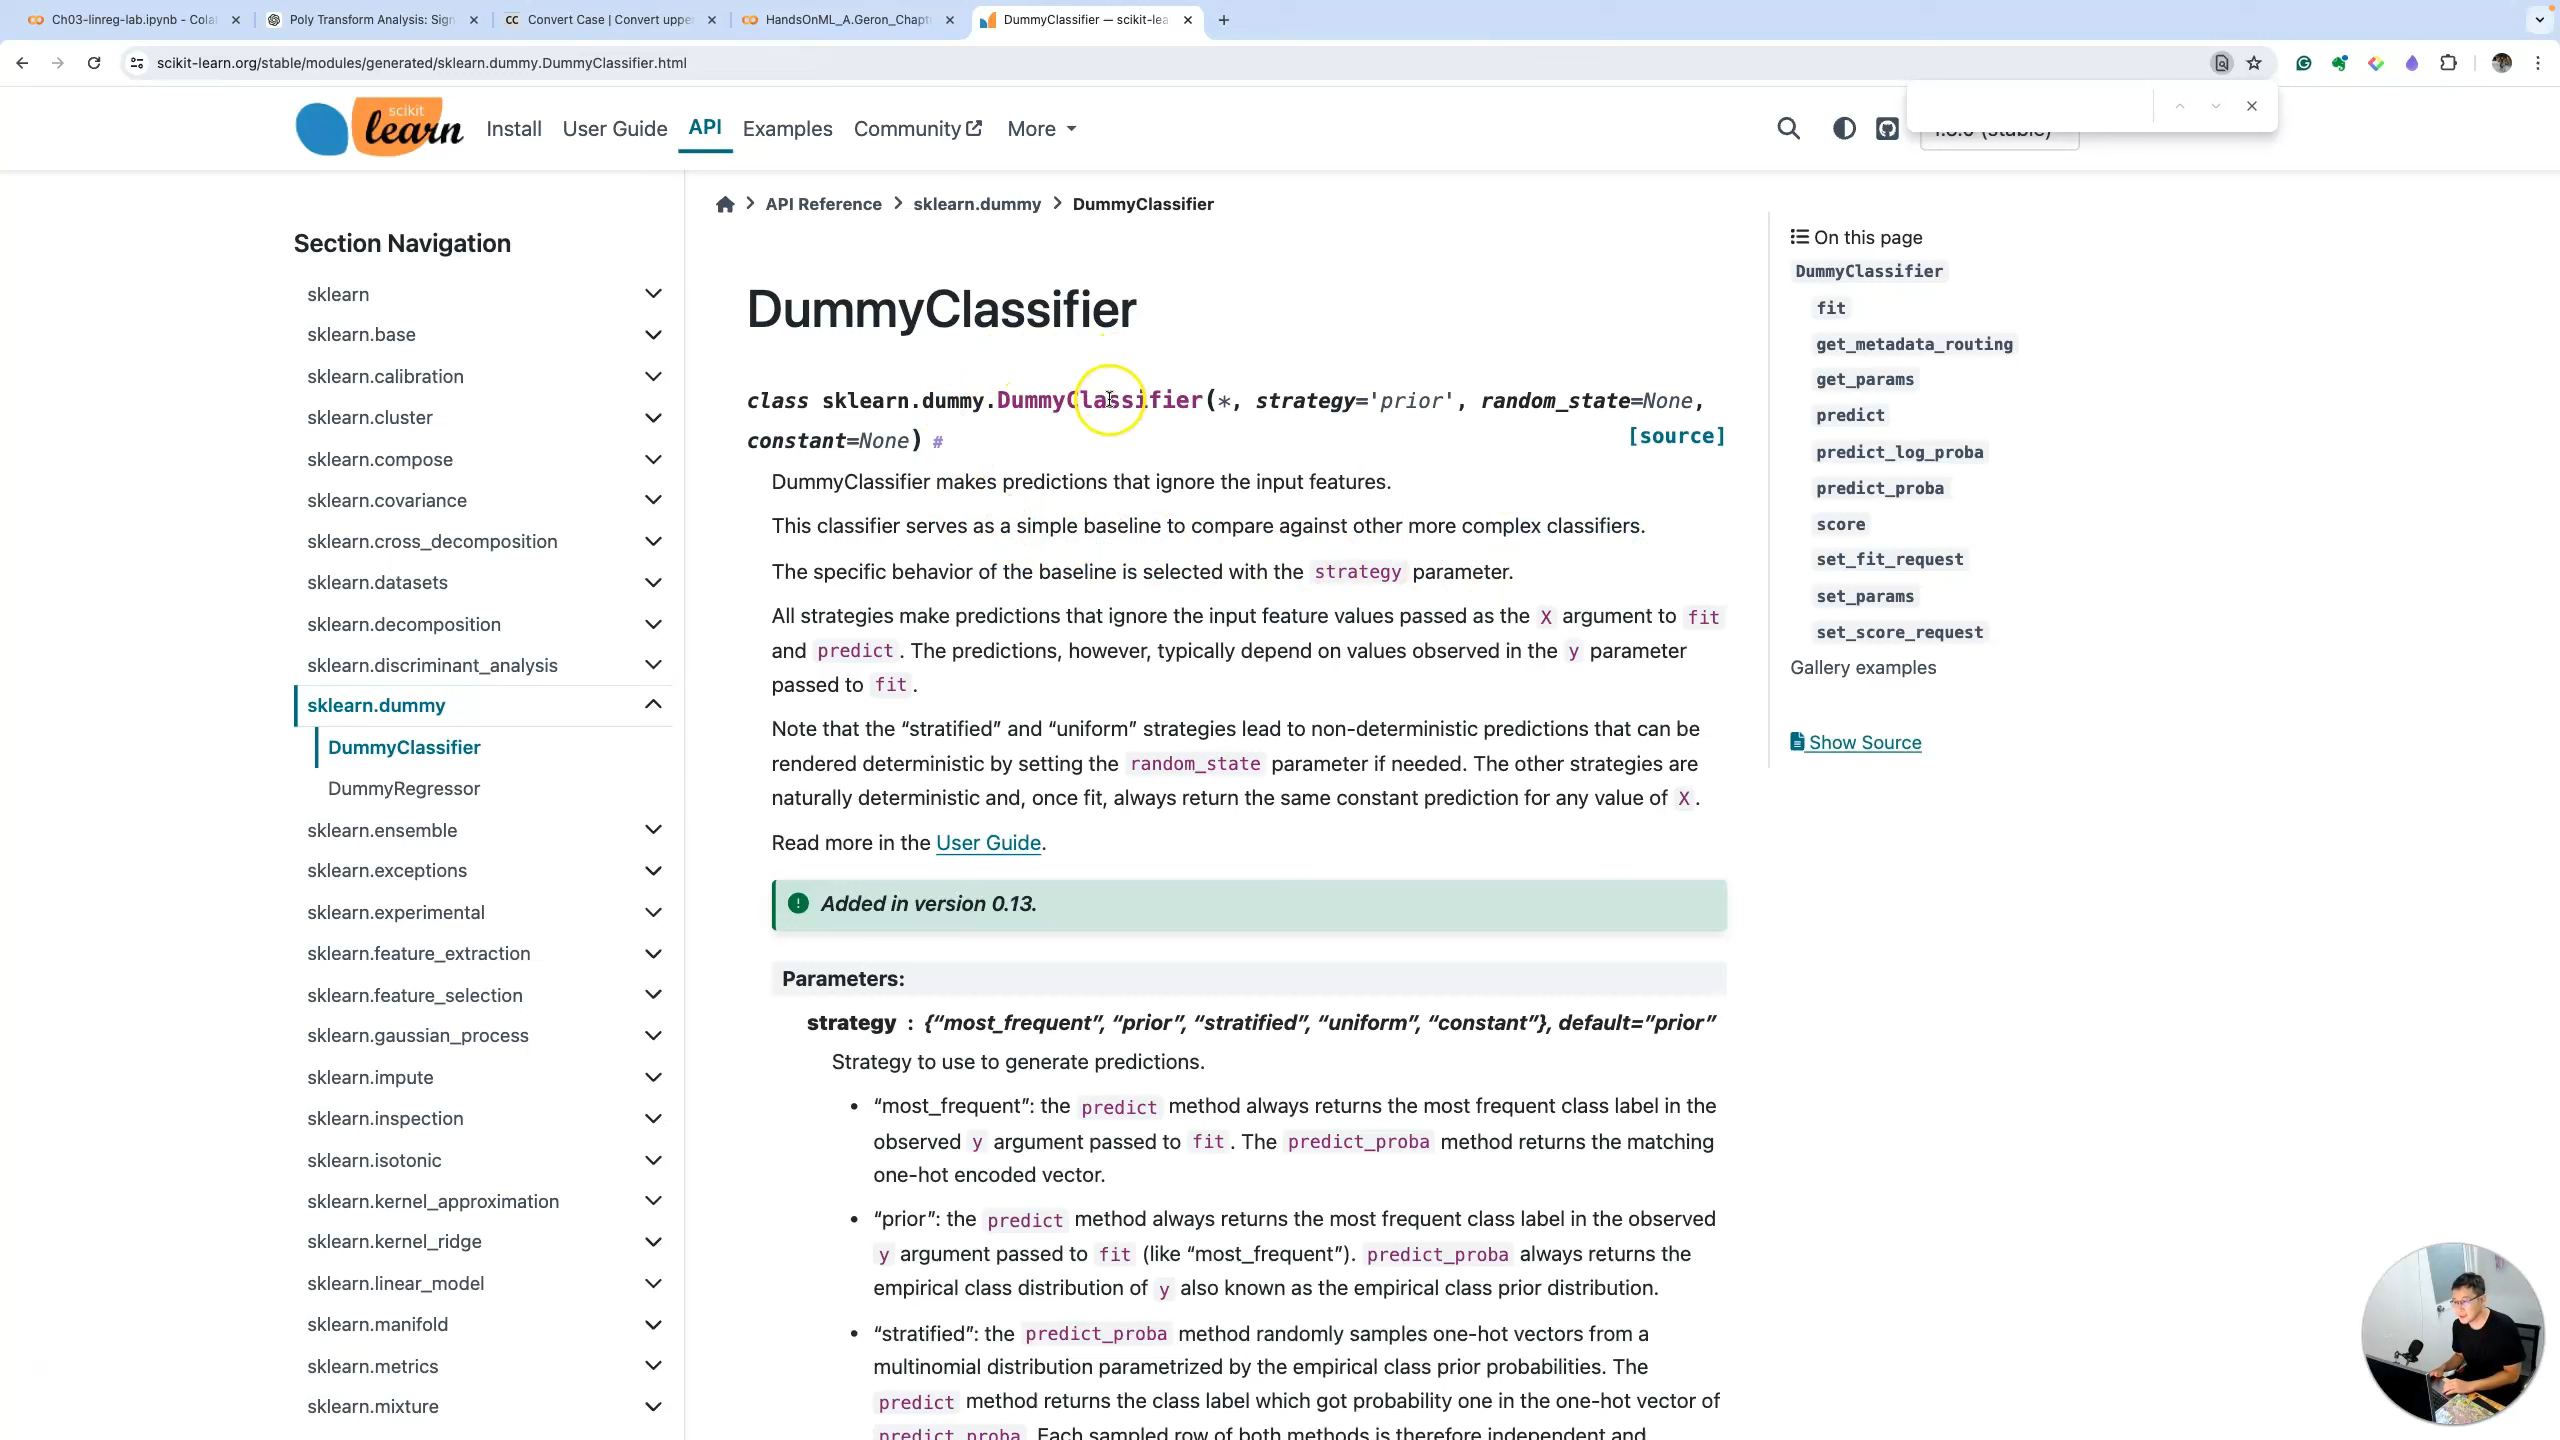 Ch03-linreg-lab.ipynb - Cola
Poly Transform Analysis: Sign
CC Convert Case | Convert upper
HandsOnML_A.Geron_Chapt
DummyClassifier — scikit-lea
scikit-learn.org/stable/modules/generated/sklearn.dummy.DummyClassifier.html
scikit
learn
Install
User Guide
API
Examples
Community
More
(stable)
Section Navigation
sklearn
sklearn.base
sklearn.calibration
sklearn.cluster
sklearn.compose
sklearn.covariance
sklearn.cross_decomposition
sklearn.datasets
sklearn.decomposition
sklearn.discriminant_analysis
sklearn.dummy
DummyClassifier
DummyRegressor
sklearn.ensemble
sklearn.exceptions
sklearn.experimental
sklearn.feature_extraction
sklearn.feature_selection
sklearn.gaussian_process
sklearn.impute
sklearn.inspection
sklearn.isotonic
sklearn.kernel_approximation
sklearn.kernel_ridge
sklearn.linear_model
sklearn.manifold
sklearn.metrics
sklearn.mixture
API Reference > sklearn.dummy > DummyClassifier
DummyClassifier
class sklearn.dummy.DummyClassifier(*, strategy='prior', random_state=None,
constant=None) #
[source]
DummyClassifier makes predictions that ignore the input features.
This classifier serves as a simple baseline to compare against other more complex classifiers.
The specific behavior of the baseline is selected with the strategy parameter.
All strategies make predictions that ignore the input feature values passed as the X argument to fit
and predict. The predictions, however, typically depend on values observed in the y parameter
passed to fit.
Note that the “stratified” and “uniform” strategies lead to non-deterministic predictions that can be
rendered deterministic by setting the random_state parameter if needed. The other strategies are
naturally deterministic and, once fit, always return the same constant prediction for any value of X.
Read more in the User Guide.
Added in version 0.13.
Parameters:
strategy : {“most_frequent”, “prior”, “stratified”, “uniform”, “constant”}, default=”prior”
Strategy to use to generate predictions.
• “most_frequent”: the predict method always returns the most frequent class label in the
observed y argument passed to fit. The predict_proba method returns the matching
one-hot encoded vector.
• “prior”: the predict method always returns the most frequent class label in the observed
y argument passed to fit (like “most_frequent”). predict_proba always returns the
empirical class distribution of y also known as the empirical class prior distribution.
• “stratified”: the predict_proba method randomly samples one-hot vectors from a
multinomial distribution parametrized by the empirical class prior probabilities. The
predict method returns the class label which got probability one in the one-hot vector of
predict_proba. Each sampled row of both methods is therefore independent and
On this page
DummyClassifier
fit
get_metadata_routing
get_params
predict
predict_log_proba
predict_proba
score
set_fit_request
set_params
set_score_request
Gallery examples
Show Source